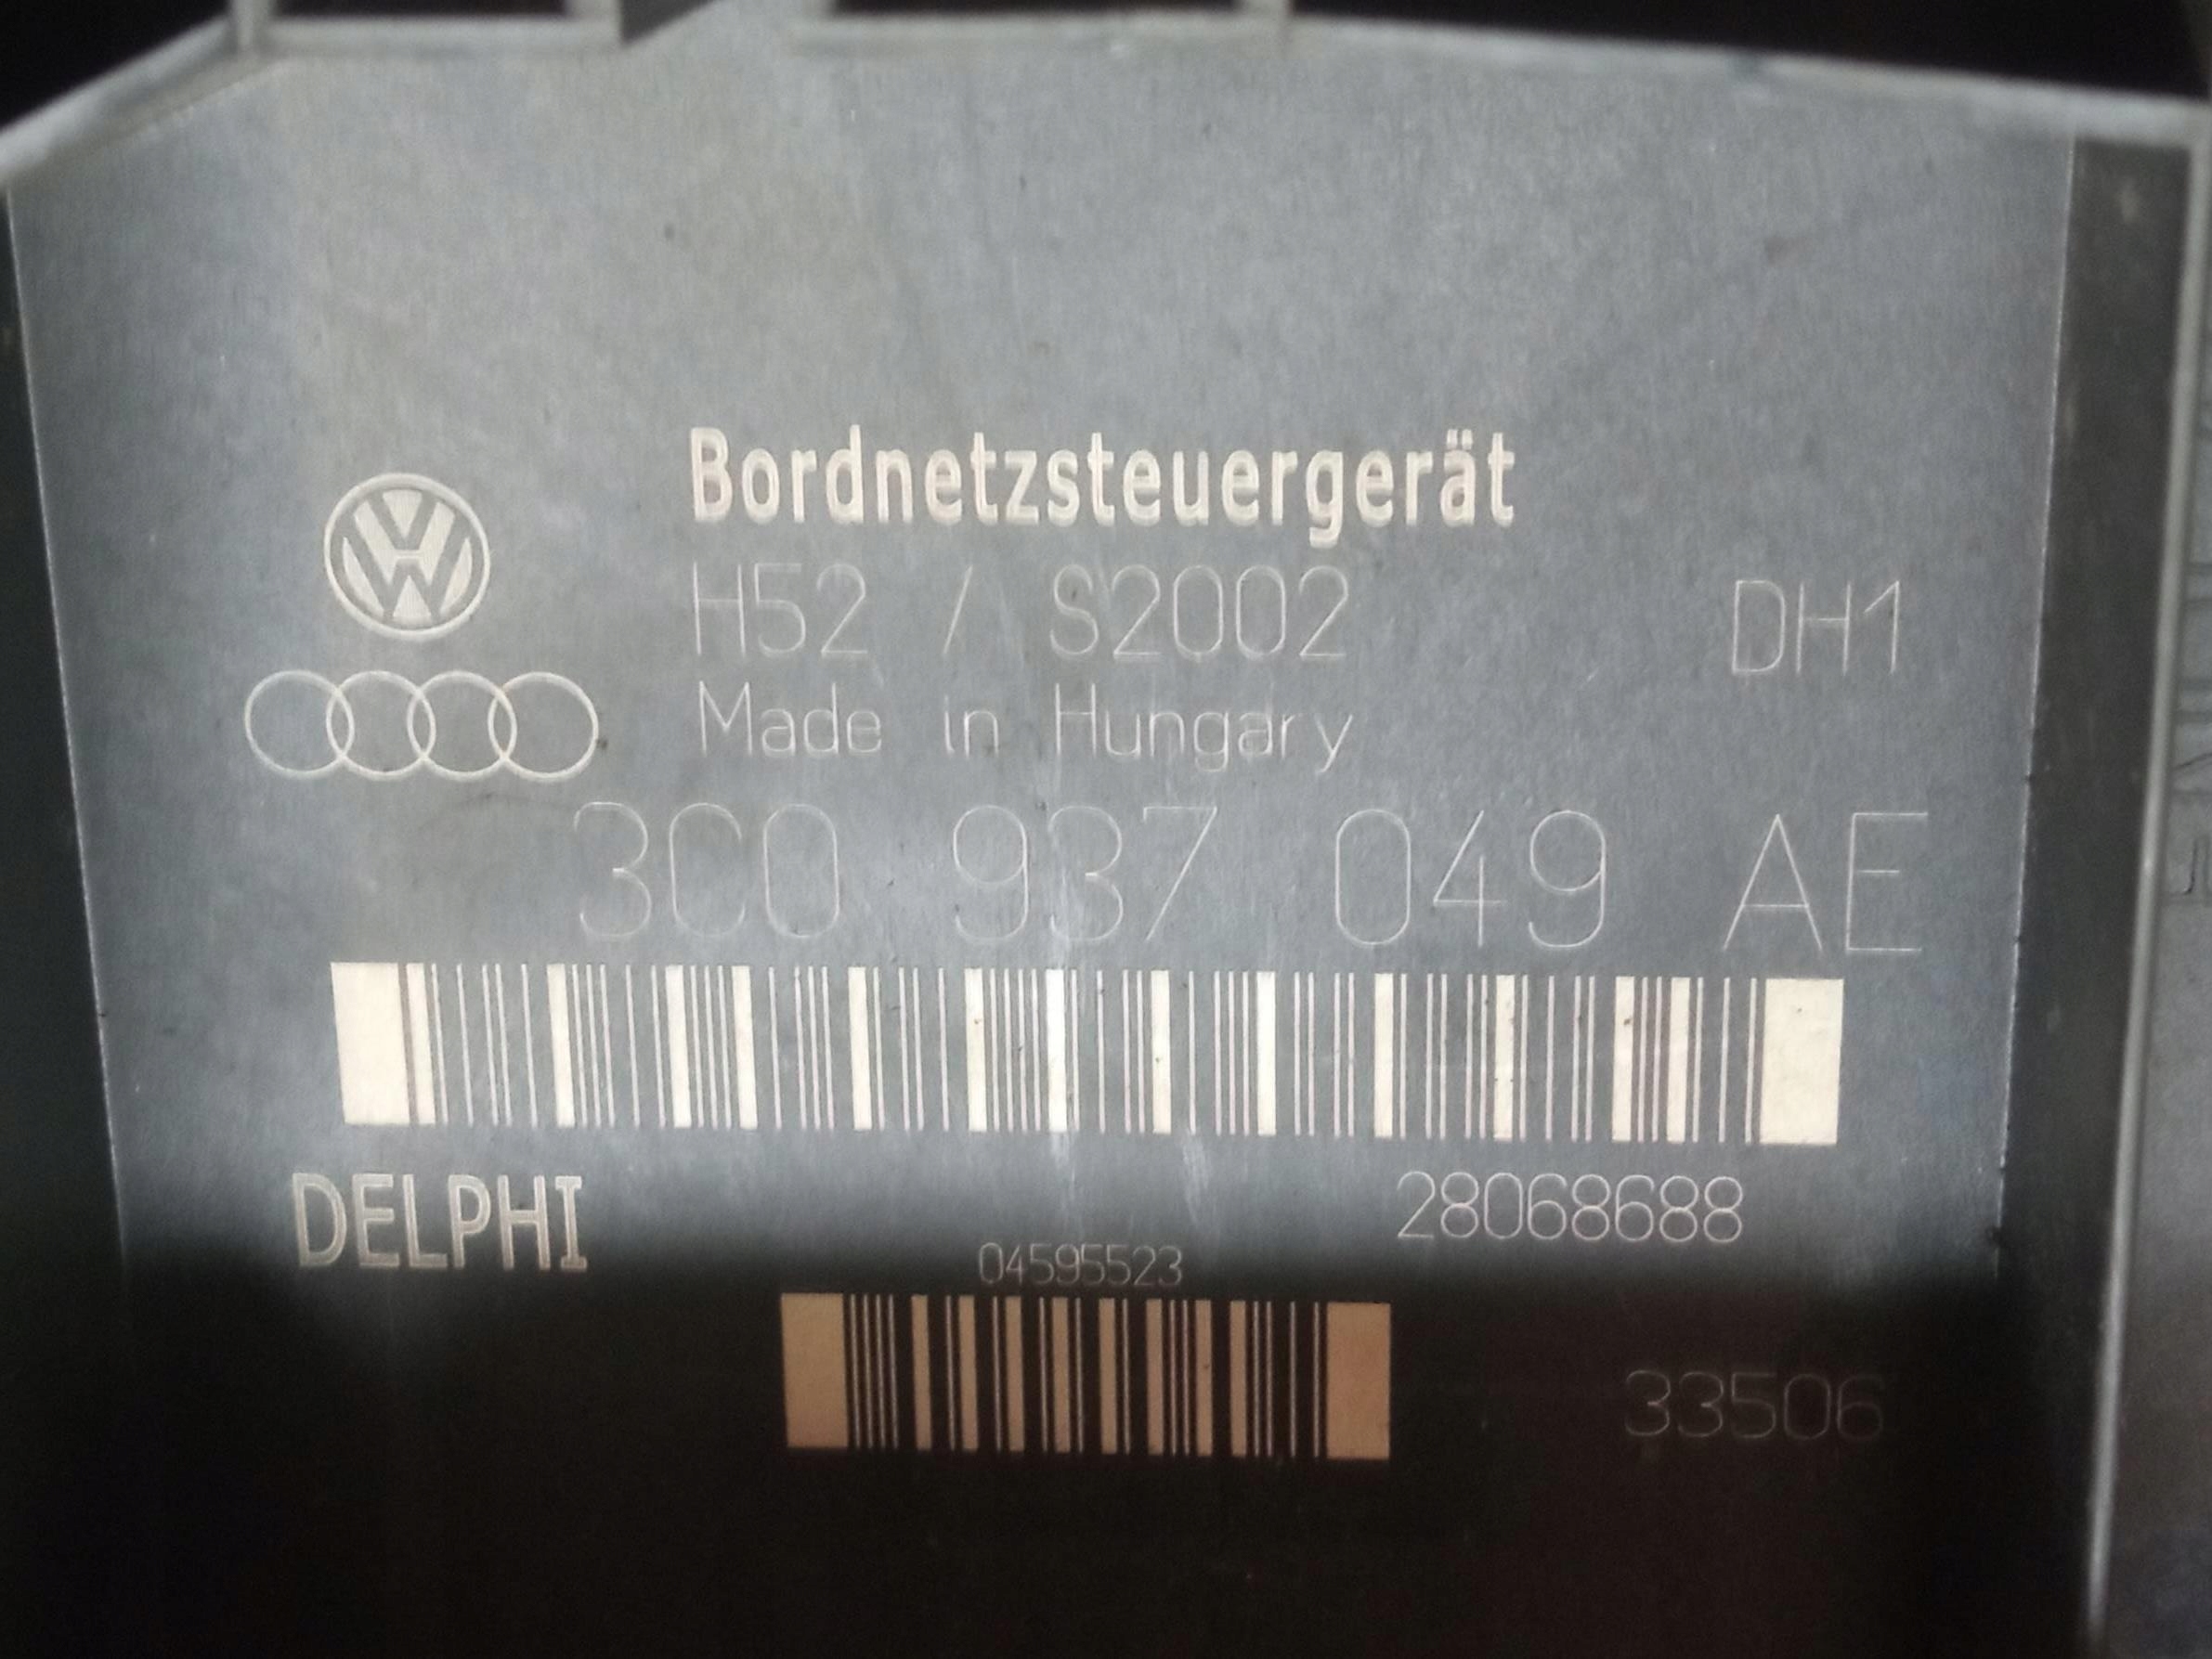 Bordnetzsteuergerät
H52 / S2002 DH1
Made in Hungary
3C0 937 049 AE
DELPHI 28068688
04595523
33506